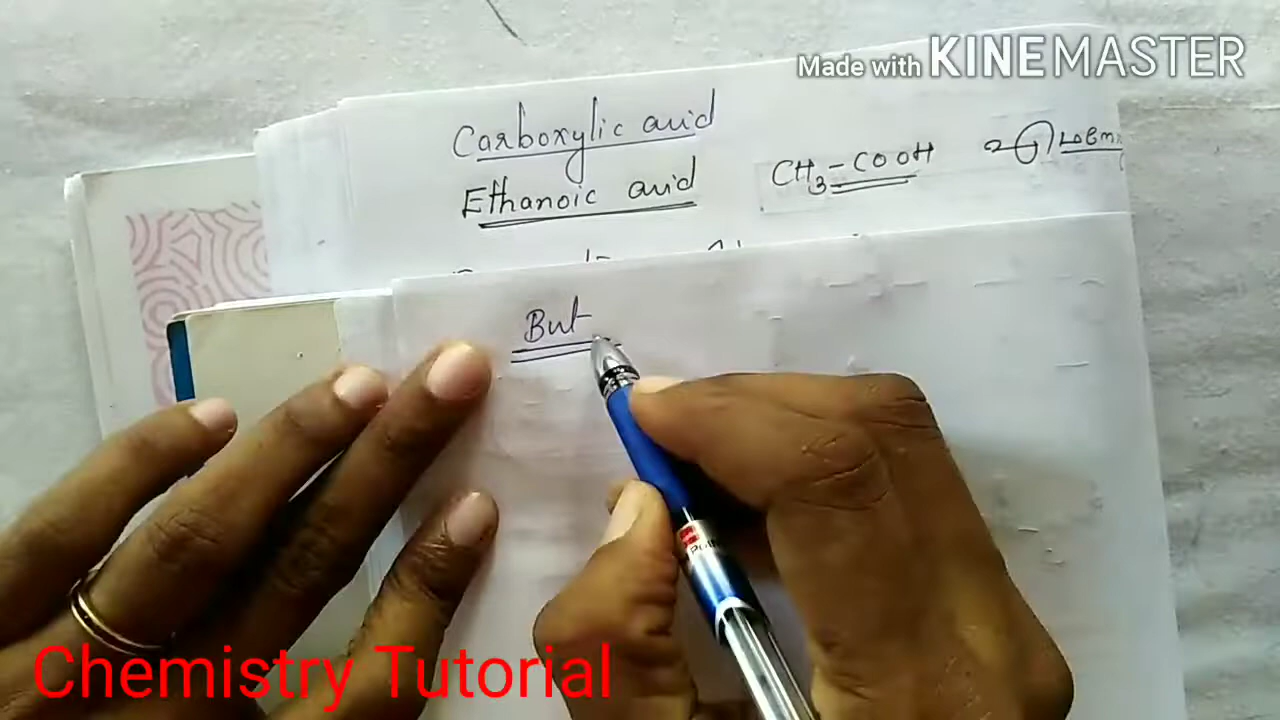 Made with KINEMASTER
Carboxylic acid
Ethanoic acid
CH3-COOH
But
Chemistry Tutorial